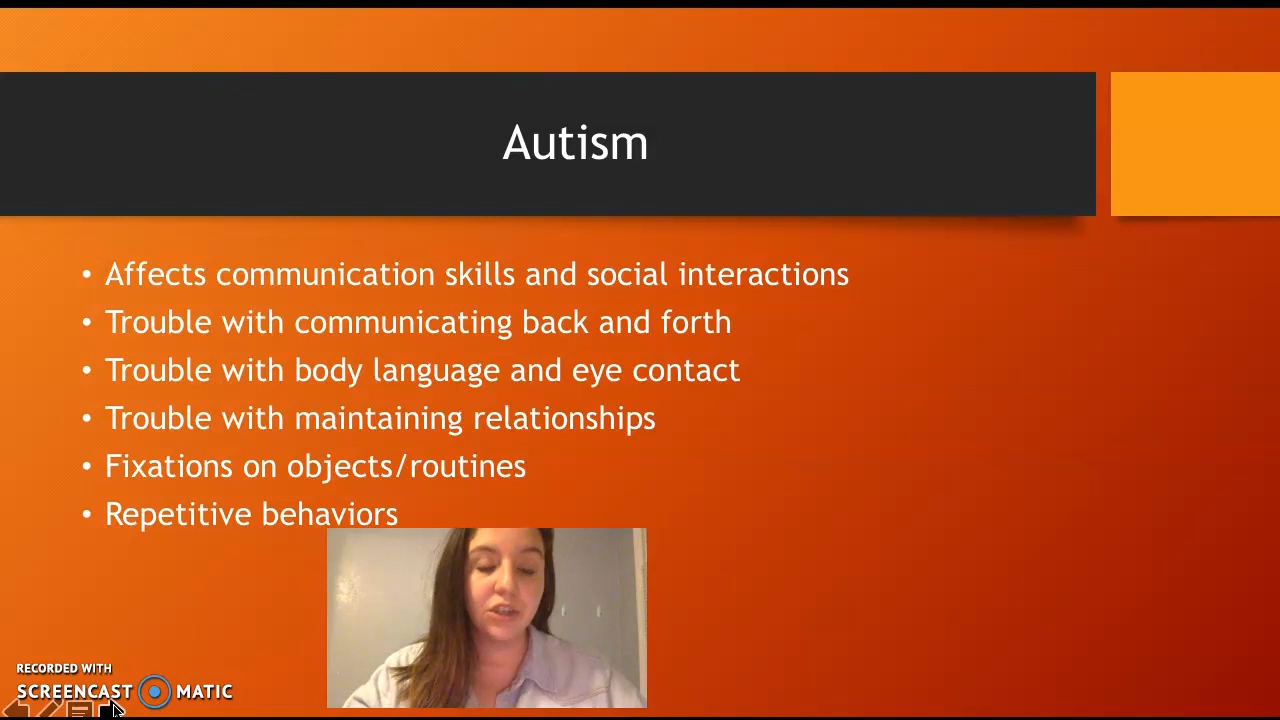 Autism
• Affects communication skills and social interactions
• Trouble with communicating back and forth
• Trouble with body language and eye contact
• Trouble with maintaining relationships
• Fixations on objects/routines
• Repetitive behaviors
RECORDED WITH
SCREENCAST MATIC